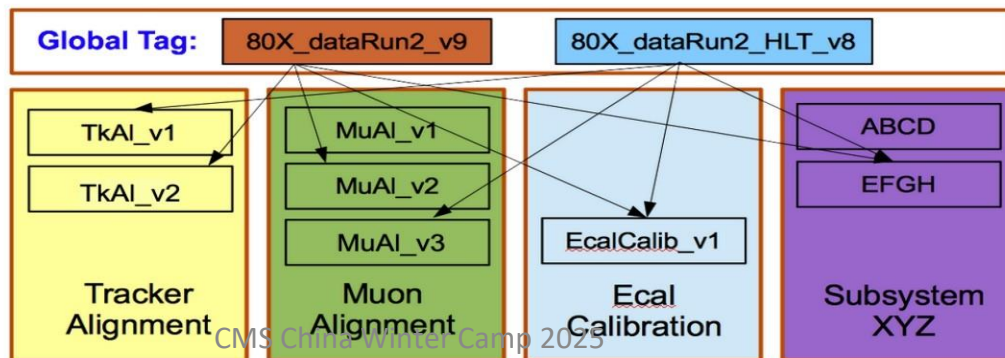 Global Tag:
80X_dataRun2_v9
80X_dataRun2_HLT_v8
TkAl_v1
TkAl_v2
Tracker
Alignment
MuAl_v1
MuAl_v2
MuAl_v3
Muon
Alignment
EcalCalib_v1
Ecal
Calibration
ABCD
EFGH
Subsystem
XYZ
CMS China Winter Camp 2025